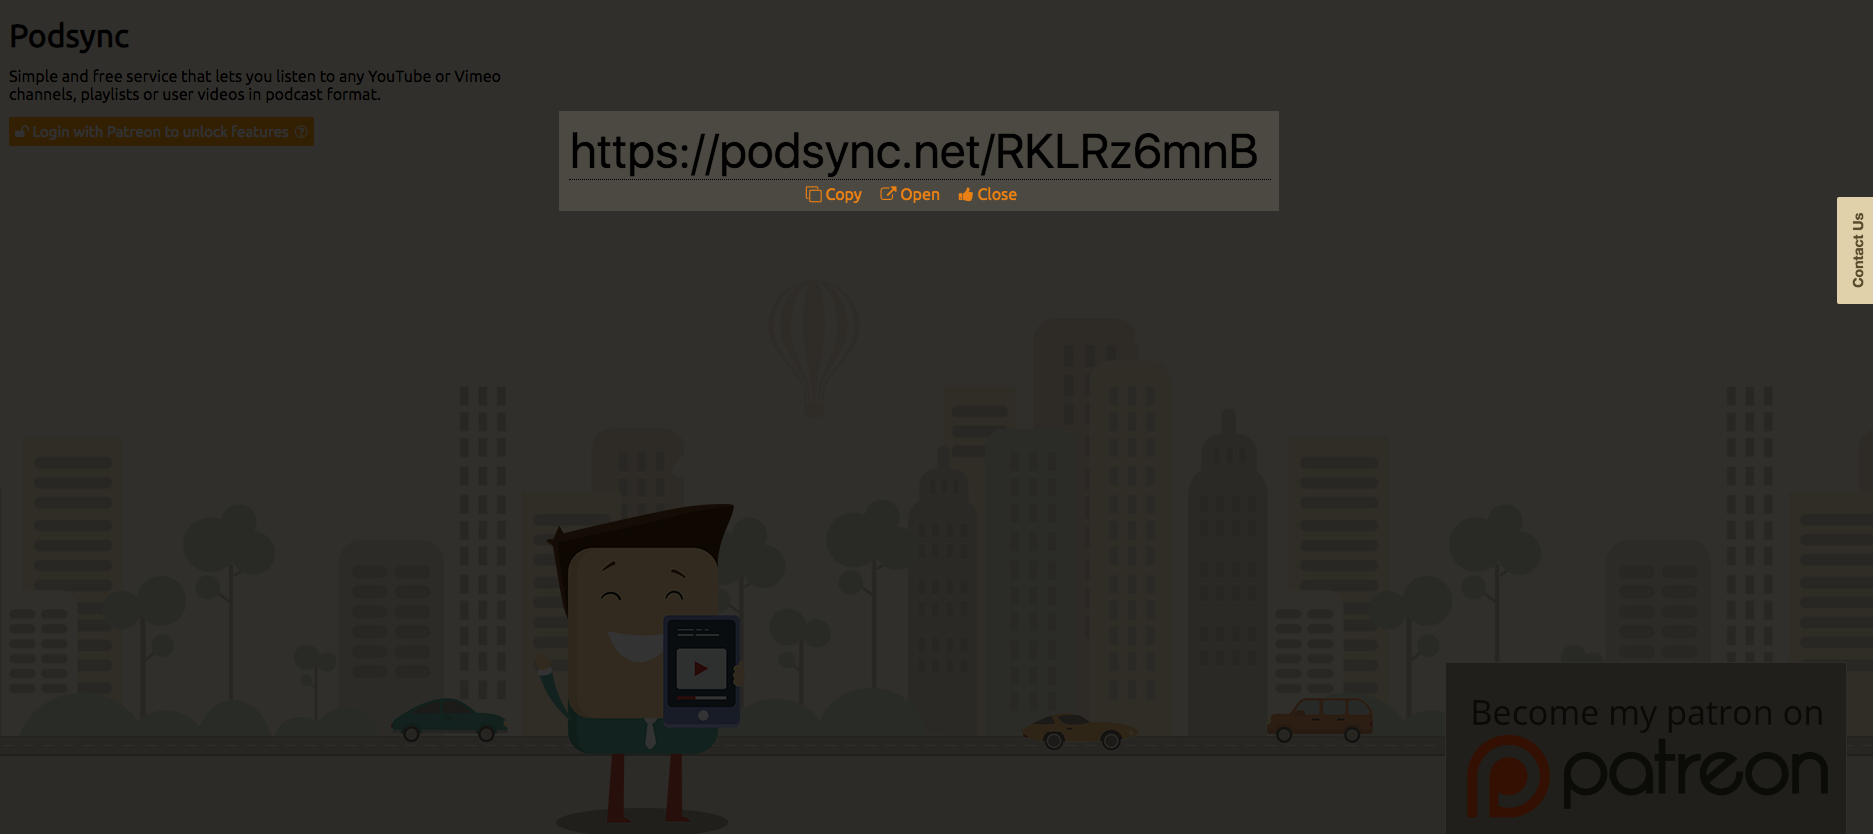 Podsync
Simple and free service that lets you listen to any YouTube or Vimeo
channels, playlists or user videos in podcast format.
Login with Patreon to unlock features
https://podsync.net/RKLRz6mnB
Copy Open Close
Contact Us
Become my patron on
patreon